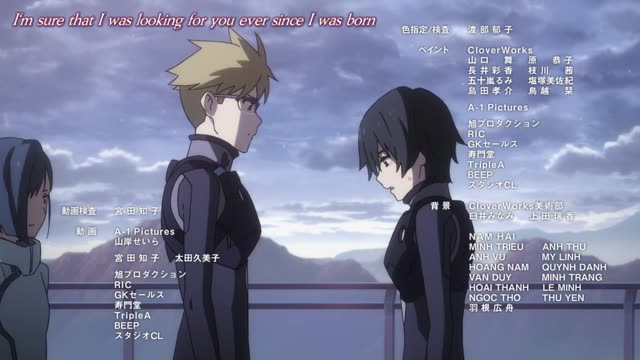 I'm sure that I was looking for you ever since I was born
色指定/検査 渡部郁子
ペイント CloverWorks
山口 舞 原 恭子
長井彩香 枝川 茜
五十嵐るみ 塩塚美佐紀
島田孝介 鳥越 栞
A-1 Pictures
旭プロダクション
RIC
GKセールス
寿門堂
TripleA
BEEP
スタジオCL
動画検査 宮田知子
動画 A-1 Pictures
山岸せいら
宮田知子 太田久美子
旭プロダクション
RIC
GKセールス
寿門堂
TripleA
BEEP
スタジオCL
背景 CloverWorks美術部
臼井みなみ 上田瑞香
NAM HAI
MINH TRIEU ANH THU
ANH VU MY LINH
HOANG NAM QUYNH DANH
VAN DUY MINH TRANG
HOAI THANH LE MINH
NGOC THO THU YEN
羽根広舟